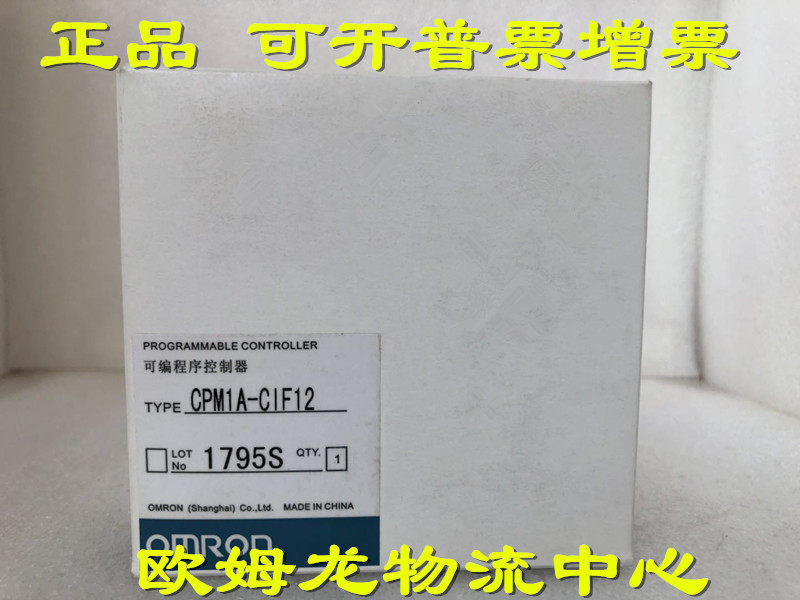 正品 可开普票增票
PROGRAMMABLE CONTROLLER
可编程序控制器
TYPE CPM1A-CIF12
LOT No 1795S QTY. 1
OMRON (Shanghai) Co.,Ltd. MADE IN CHINA
OMRON
欧姆龙物流中心